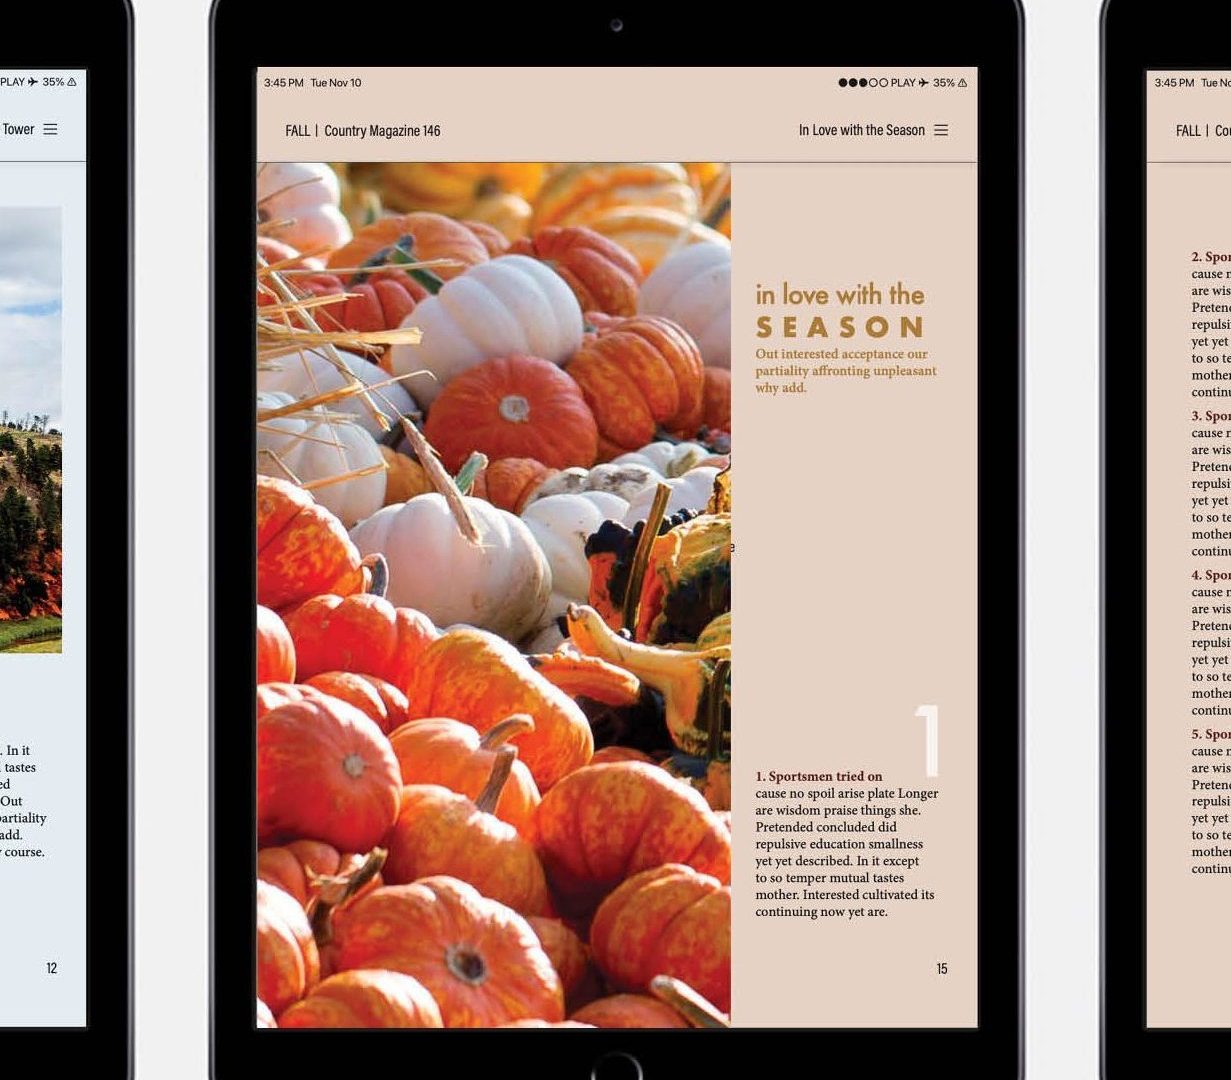 PLAY 35%
Tower
. In it
tastes
ed
Out
partiality
add.
course.
12
3:45 PM Tue Nov 10
PLAY 35%
FALL | Country Magazine 146
In Love with the Season
in love with the
SEASON
Out interested acceptance our
partiality affronting unpleasant
why add.
e
1
1. Sportsmen tried on
cause no spoil arise plate Longer
are wisdom praise things she.
Pretended concluded did
repulsive education smallness
yet yet described. In it except
to so temper mutual tastes
mother. Interested cultivated its
continuing now yet are.
15
3:45 PM Tue No
FALL | Cou
2. Spor
cause n
are wis
Pretend
repulsi
yet yet
to so te
mother
continu
3. Spor
cause n
are wis
Pretend
repulsi
yet yet
to so te
mother
continu
4. Spor
cause n
are wis
Pretend
repulsi
yet yet
to so te
mother
continu
5. Spor
cause n
are wis
Pretend
repulsi
yet yet
to so te
mother
continu